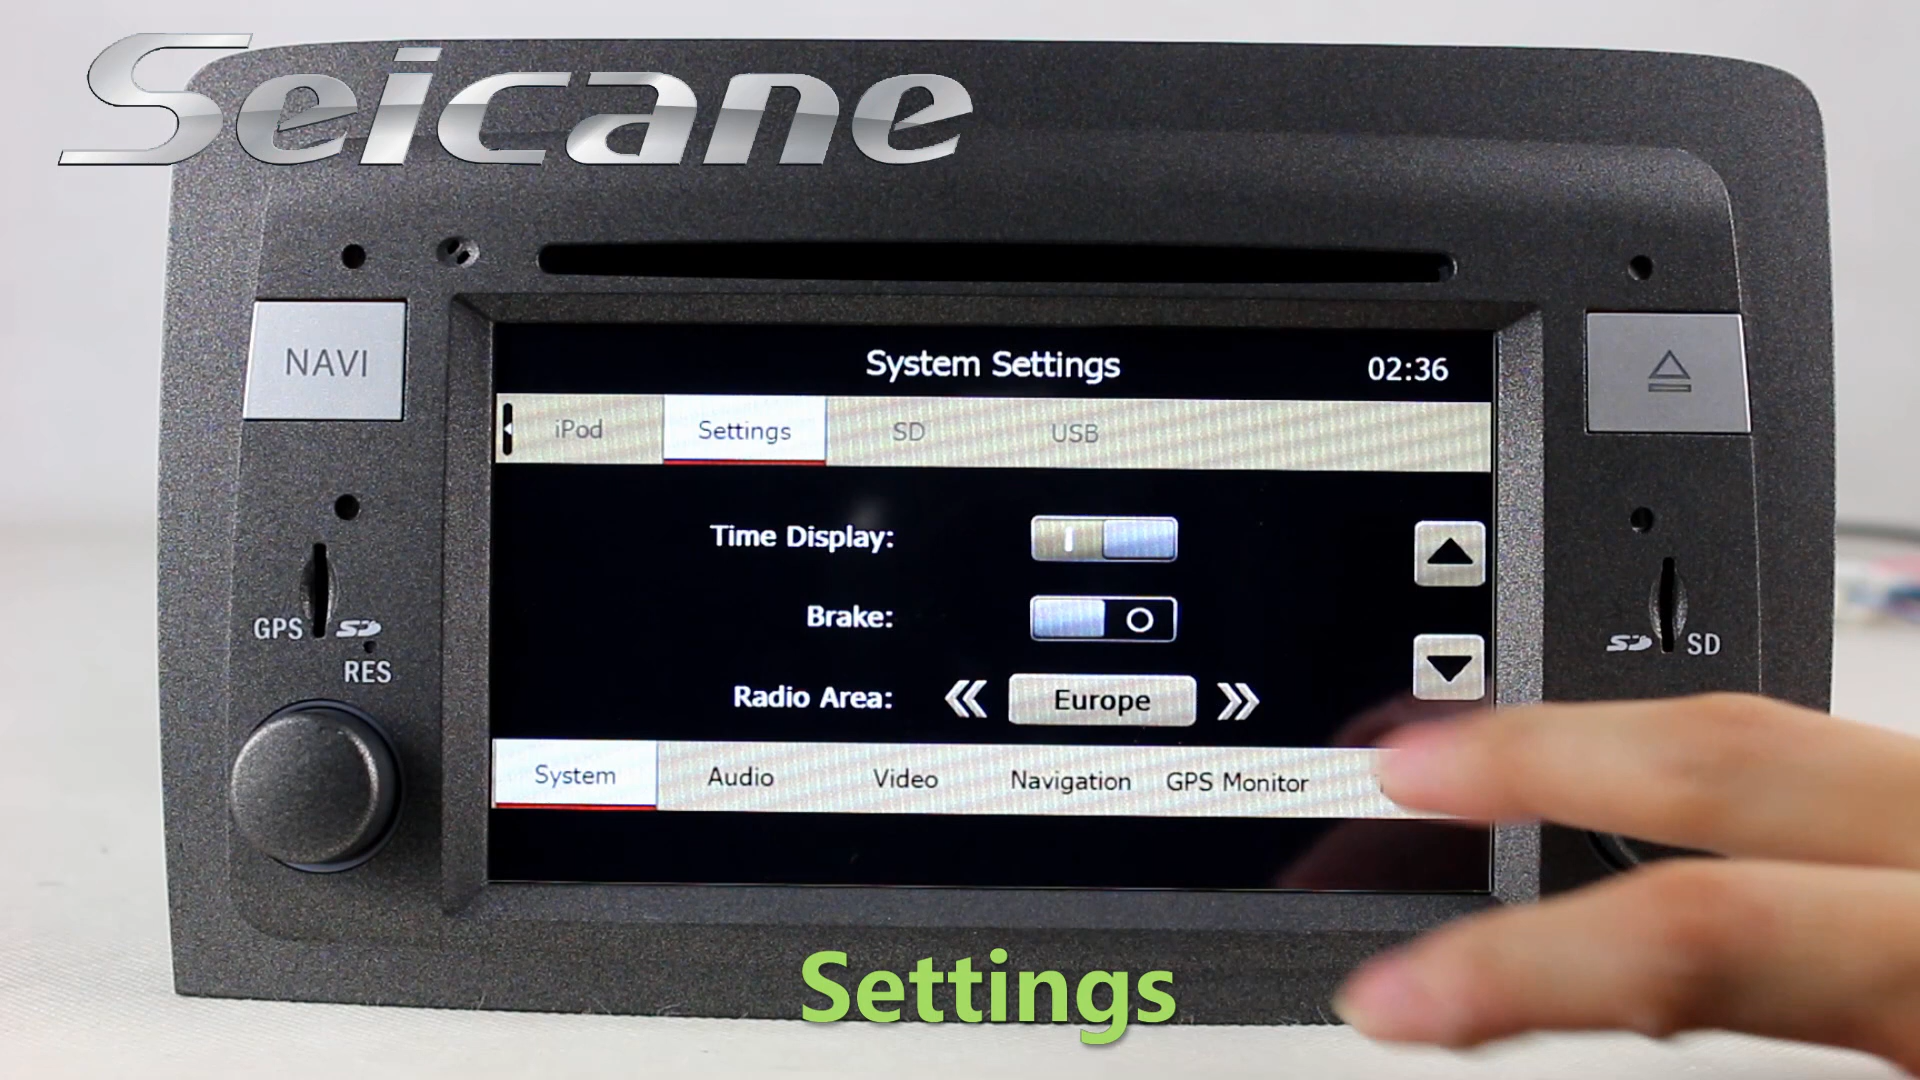 Seicane
NAVI
System Settings
02:36
iPod
Settings
SD
USB
Time Display:
Brake:
Radio Area:
Europe
GPS
RES
SD
System
Audio
Video
Navigation
GPS Monitor
Settings